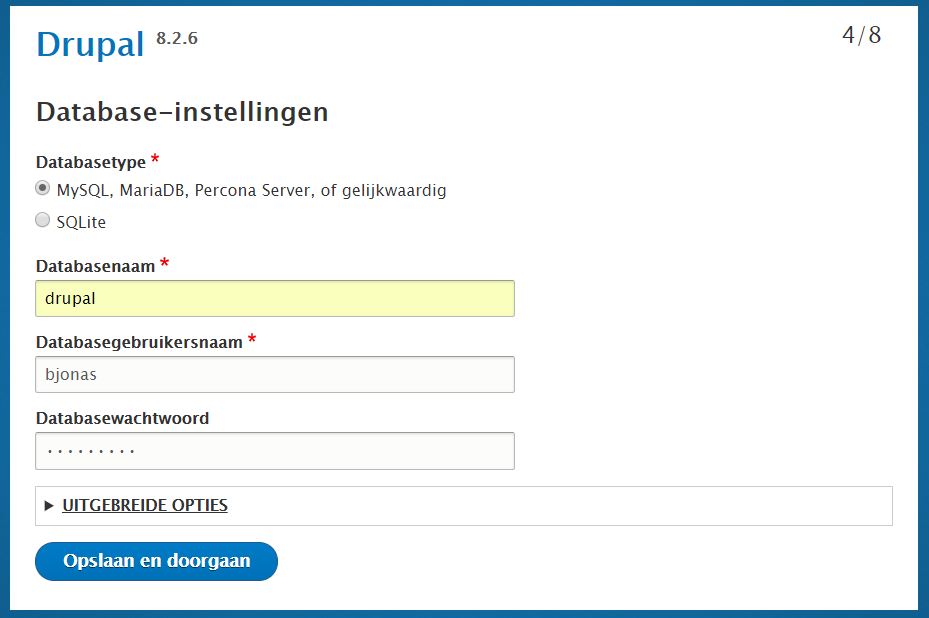 Drupal 8.2.6
4/8
Database-instellingen
Databasetype *
MySQL, MariaDB, Percona Server, of gelijkwaardig
SQLite
Databasenaam *
drupal
Databasegebruikersnaam *
bjonas
Databasewachtwoord
·········
UITGEBREIDE OPTIES
Opslaan en doorgaan